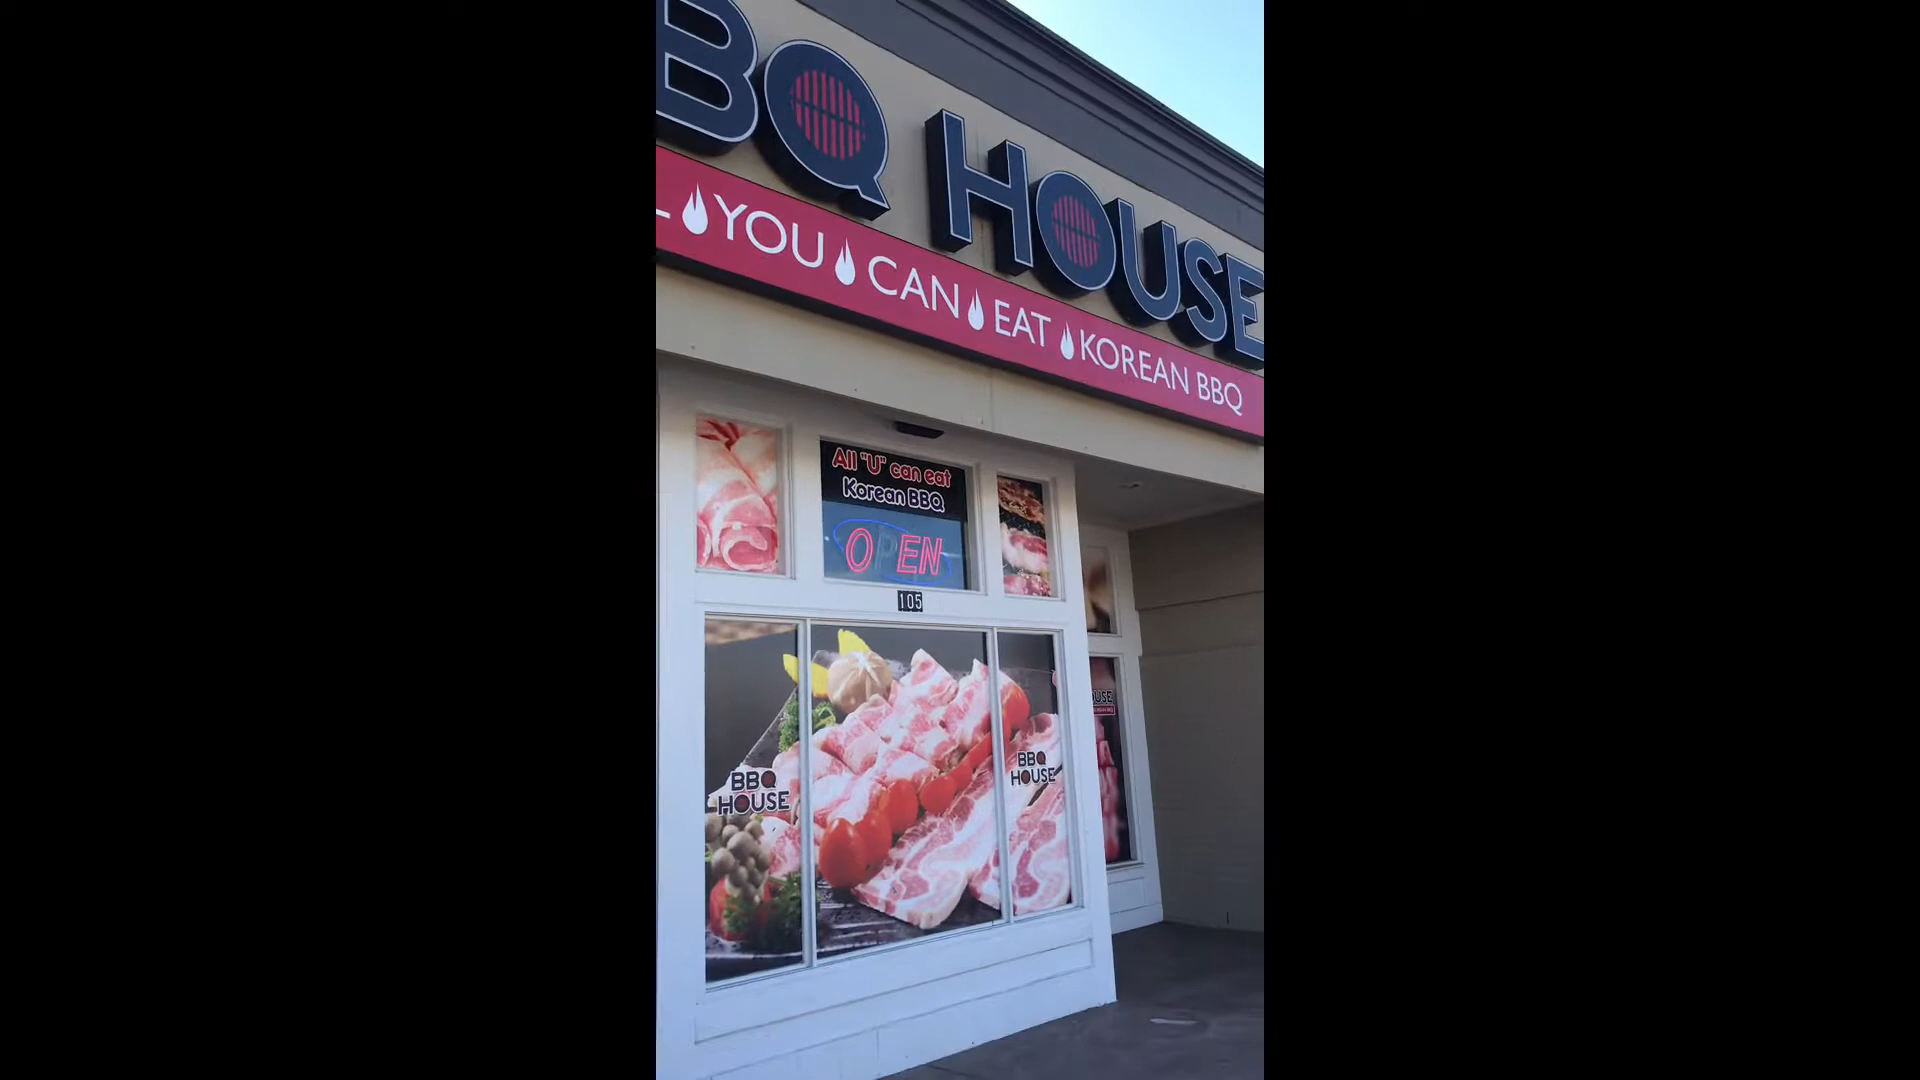 BQ HOUSE
YOU CAN EAT KOREAN BBQ
All "U" can eat
Korean BBQ
OPEN
105
BBQ
HOUSE
BBQ
HOUSE